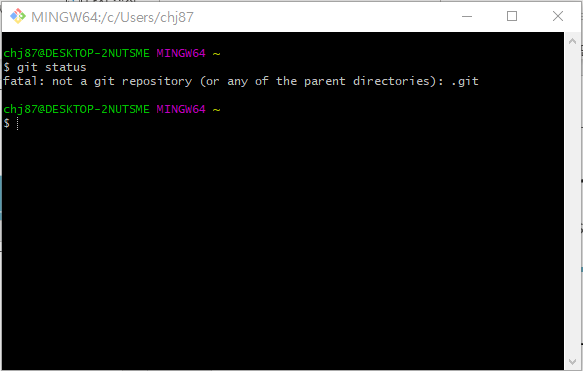 MINGW64:/c/Users/chj87
chj87@DESKTOP-2NUTSME MINGW64 ~
$ git status
fatal: not a git repository (or any of the parent directories): .git
chj87@DESKTOP-2NUTSME MINGW64 ~
$